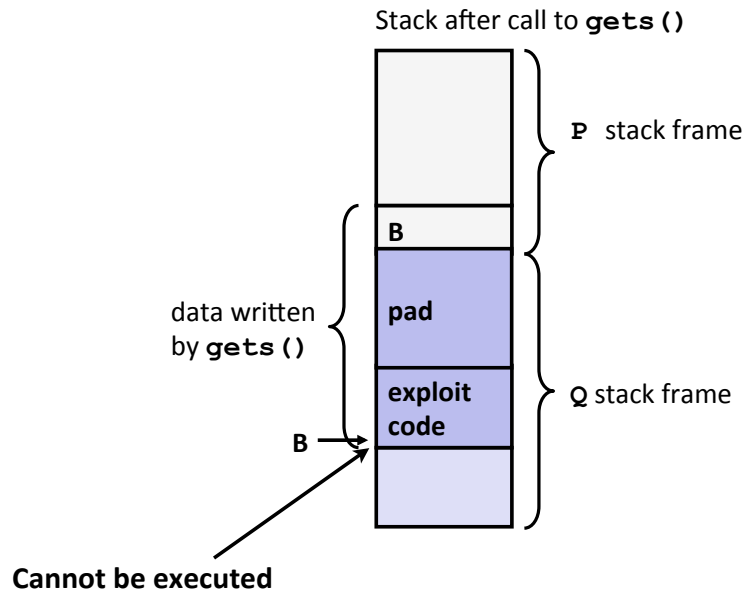 Stack after call to gets()
P stack frame
B
data written
by gets()
pad
exploit
code
Q stack frame
B
Cannot be executed